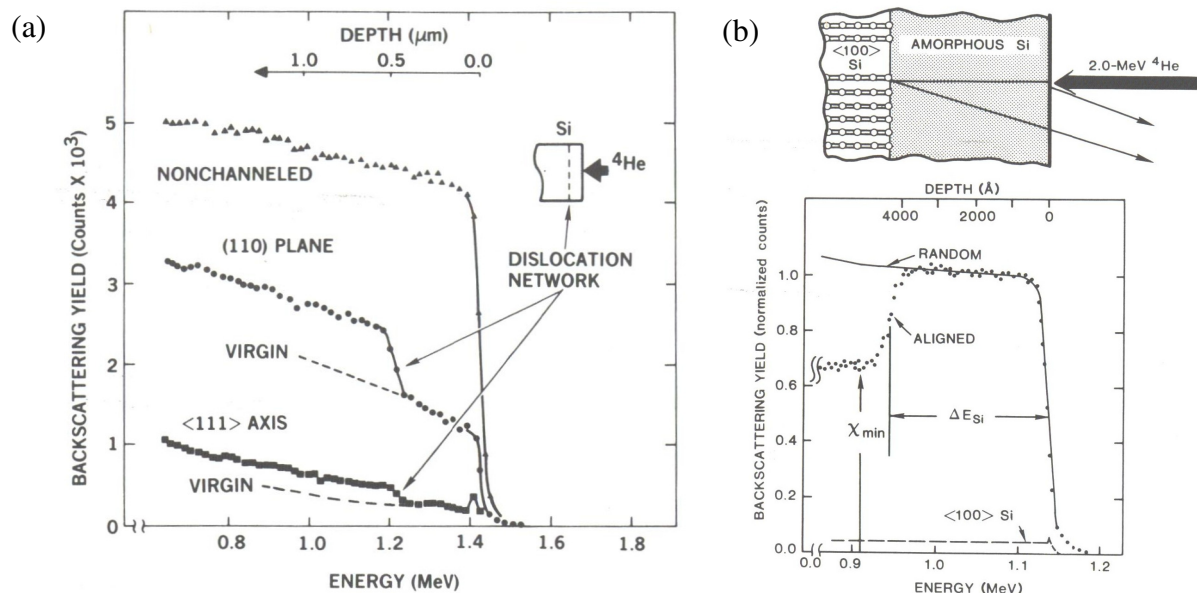 (a)
DEPTH (μm)
1.0
0.5
0.0
5
4
3
2
1
0
BACKSCATTERING YIELD (Counts X 10³)
NONCHANNELED
Si
⁴He
(110) PLANE
DISLOCATION
NETWORK
VIRGIN
<111> AXIS
VIRGIN
0.8
1.0
1.2
1.4
1.6
1.8
ENERGY (MeV)
(b)
<100>
Si
AMORPHOUS Si
2.0-MeV ⁴He
DEPTH (Å)
4000
2000
0
RANDOM
1.0
0.8
0.6
0.4
0.2
0.0
BACKSCATTERING YIELD (normalized counts)
ALIGNED
ΔE_Si
χ_min
<100> Si
0.0
0.9
1.0
1.1
1.2
ENERGY (MeV)